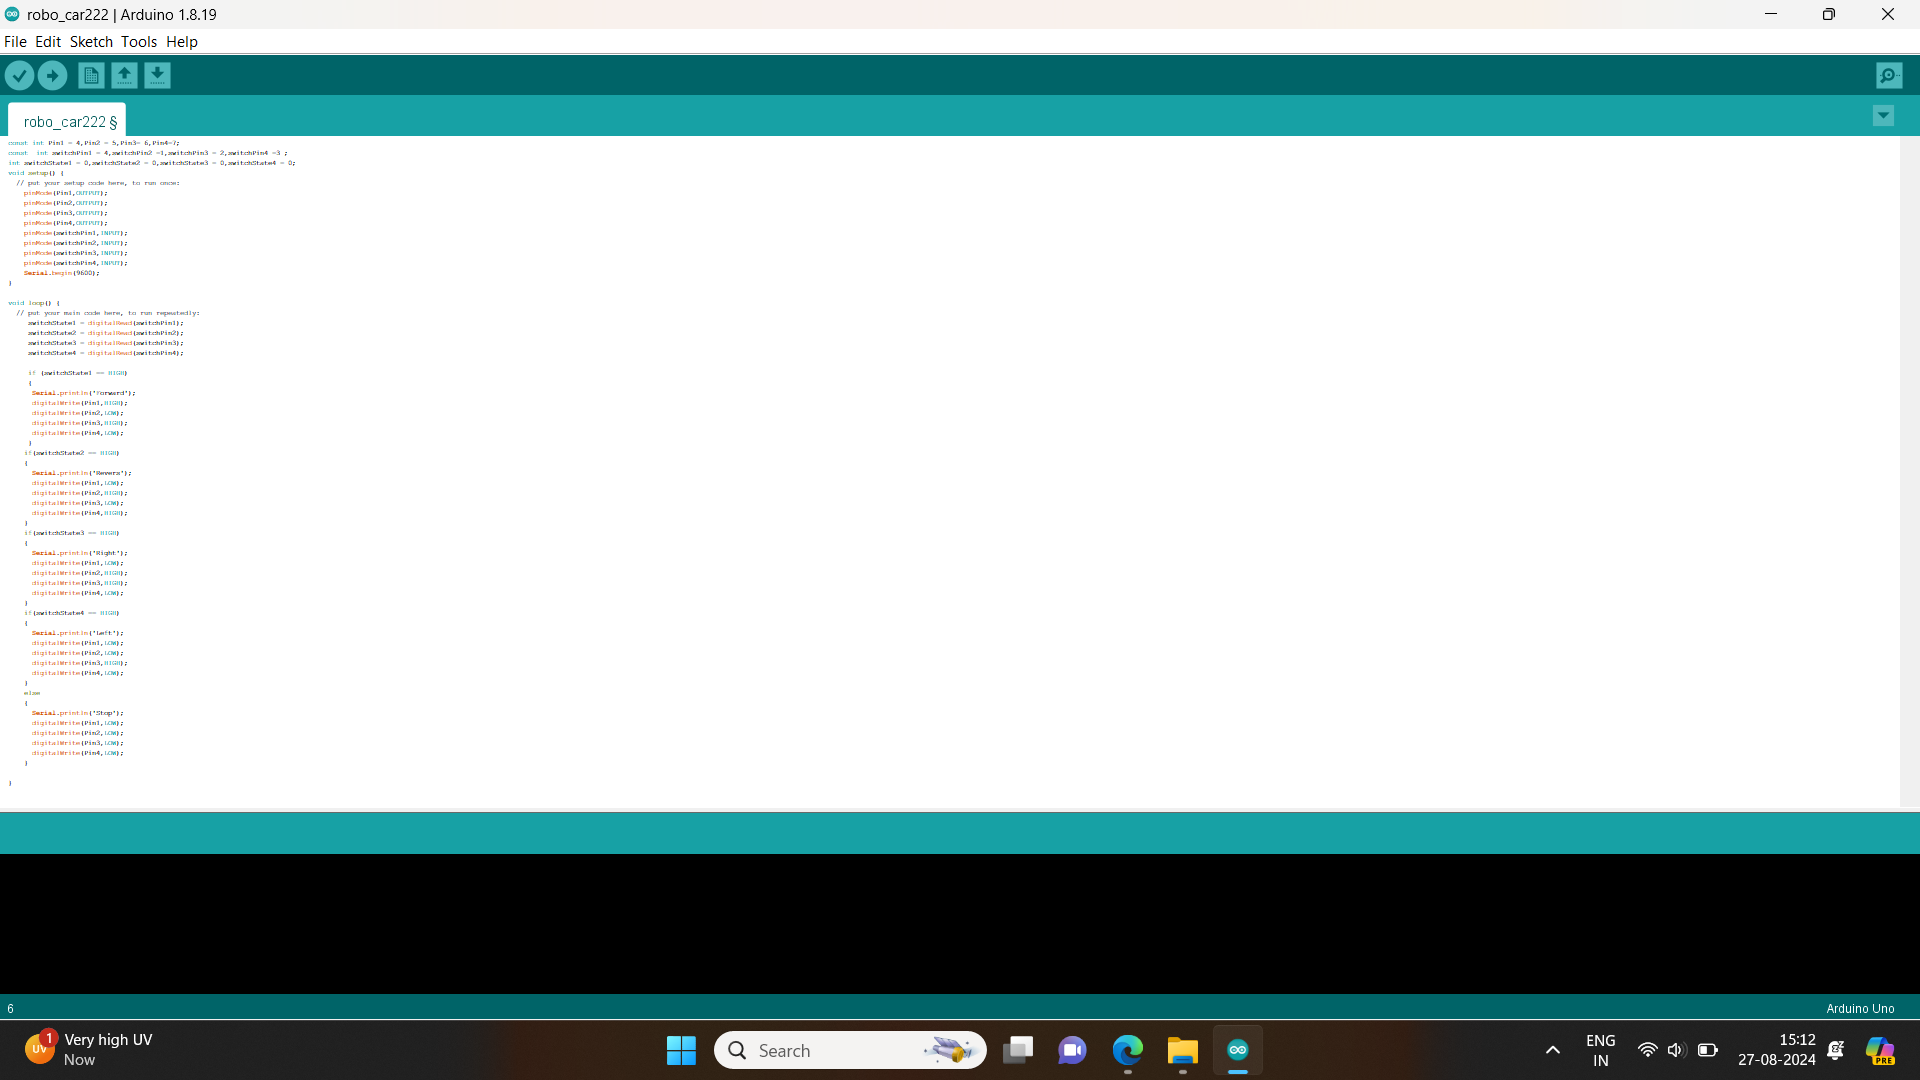 robo_car222 | Arduino 1.8.19
File Edit Sketch Tools Help
robo_car222 §
const int Pin1 = 4,Pin2 = 5,Pin3= 6,Pin4=7;
const  int switchPin1 = 4,switchPin2 =1,switchPin3 = 2,switchPin4 =3 ;
int switchState1 = 0,switchState2 = 0,switchState3 = 0,switchState4 = 0;
void setup() {
// put your setup code here, to run once:
pinMode(Pin1,OUTPUT);
pinMode(Pin2,OUTPUT);
pinMode(Pin3,OUTPUT);
pinMode(Pin4,OUTPUT);
pinMode(switchPin1,INPUT);
pinMode(switchPin2,INPUT);
pinMode(switchPin3,INPUT);
pinMode(switchPin4,INPUT);
Serial.begin(9600);
}
void loop() {
// put your main code here, to run repeatedly:
switchState1 = digitalRead(switchPin1);
switchState2 = digitalRead(switchPin2);
switchState3 = digitalRead(switchPin3);
switchState4 = digitalRead(switchPin4);
if (switchState1 == HIGH)
{
Serial.println("Forward");
digitalWrite(Pin1,HIGH);
digitalWrite(Pin2,LOW);
digitalWrite(Pin3,HIGH);
digitalWrite(Pin4,LOW);
}
if(switchState2 == HIGH)
{
Serial.println("Revers");
digitalWrite(Pin1,LOW);
digitalWrite(Pin2,HIGH);
digitalWrite(Pin3,LOW);
digitalWrite(Pin4,HIGH);
}
if(switchState3 == HIGH)
{
Serial.println("Right");
digitalWrite(Pin1,LOW);
digitalWrite(Pin2,HIGH);
digitalWrite(Pin3,HIGH);
digitalWrite(Pin4,LOW);
}
if(switchState4 == HIGH)
{
Serial.println("Left");
digitalWrite(Pin1,LOW);
digitalWrite(Pin2,LOW);
digitalWrite(Pin3,HIGH);
digitalWrite(Pin4,LOW);
}
else
{
Serial.println("Stop");
digitalWrite(Pin1,LOW);
digitalWrite(Pin2,LOW);
digitalWrite(Pin3,LOW);
digitalWrite(Pin4,LOW);
}
}
6
Arduino Uno
1
UV
Very high UV
Now
Search
ENG
IN
15:12
27-08-2024
PRE